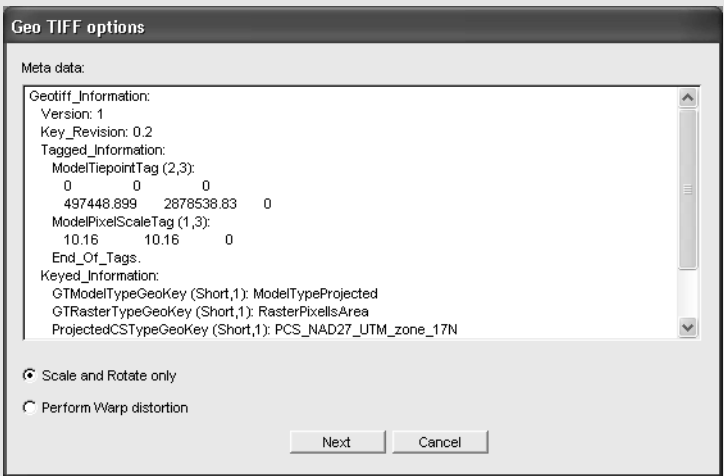 Geo TIFF options
Meta data:
Geotiff_Information:
Version: 1
Key_Revision: 0.2
Tagged_Information:
ModelTiepointTag (2,3):
0 0 0
497448.899 2878538.83 0
ModelPixelScaleTag (1,3):
10.16 10.16 0
End_Of_Tags.
Keyed_Information:
GTModelTypeGeoKey (Short,1): ModelTypeProjected
GTRasterTypeGeoKey (Short,1): RasterPixelIsArea
ProjectedCSTypeGeoKey (Short,1): PCS_NAD27_UTM_zone_17N
Scale and Rotate only
Perform Warp distortion
Next Cancel